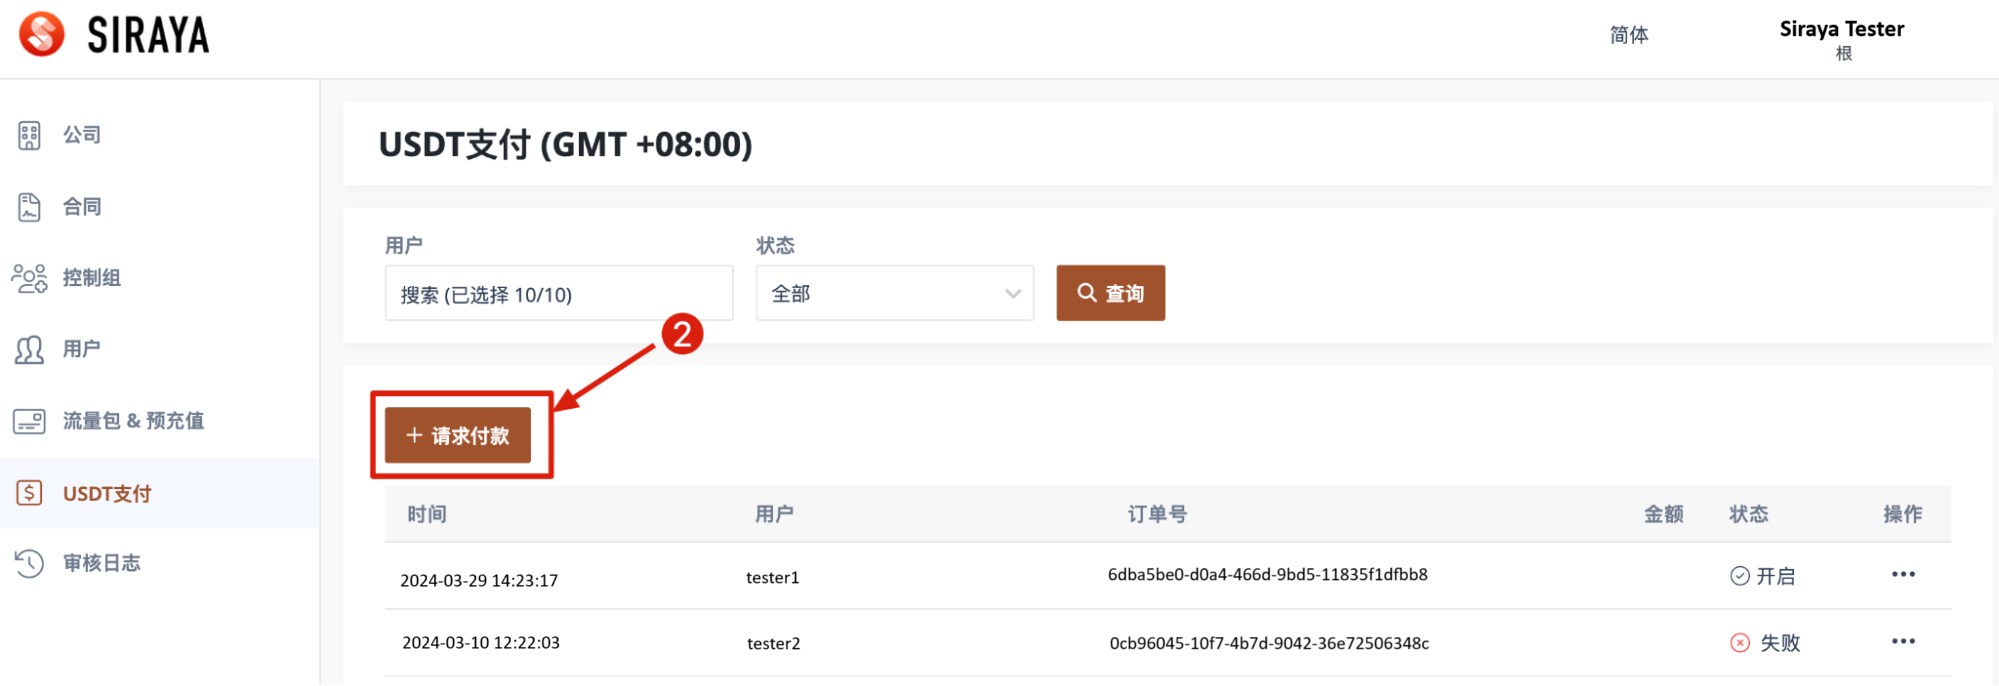 SIRAYA
简体
Siraya Tester
根
公司
合同
控制组
用户
流量包 & 预充值
USDT支付
审核日志
USDT支付 (GMT +08:00)
用户
状态
搜索 (已选择 10/10)
全部
查询
2
+ 请求付款
时间 用户 订单号 金额 状态 操作
2024-03-29 14:23:17 tester1 6dba5be0-d0a4-466d-9bd5-11835f1dfbb8 开启 •••
2024-03-10 12:22:03 tester2 0cb96045-10f7-4b7d-9042-36e72506348c 失败 •••